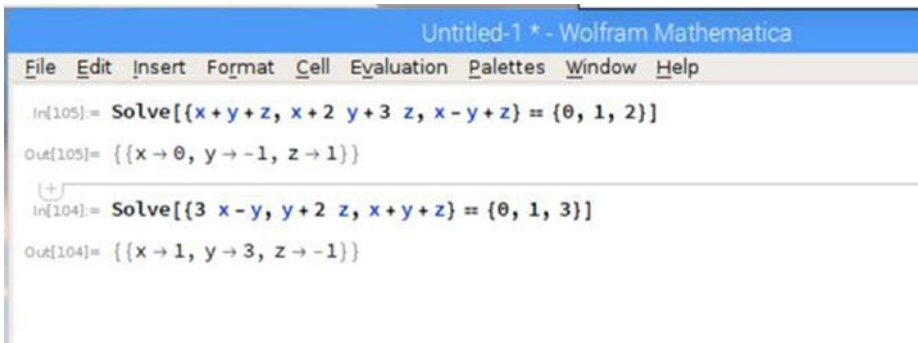 Untitled-1 * - Wolfram Mathematica
File Edit Insert Format Cell Evaluation Palettes Window Help
In[105]:= Solve[{x + y + z, x + 2 y + 3 z, x - y + z} == {0, 1, 2}]
Out[105]= {{x → 0, y → -1, z → 1}}
In[104]:= Solve[{3 x - y, y + 2 z, x + y + z} == {0, 1, 3}]
Out[104]= {{x → 1, y → 3, z → -1}}